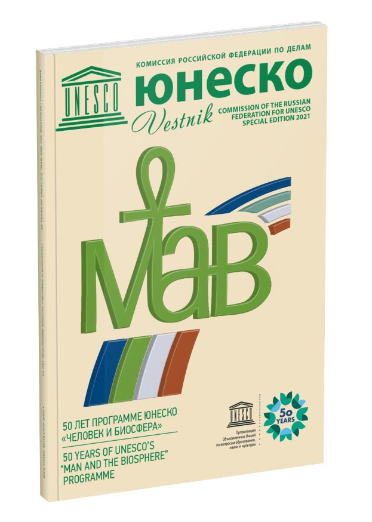 КОМИССИЯ РОССИЙСКОЙ ФЕДЕРАЦИИ ПО ДЕЛАМ
UNESCO
ЮНЕСКО
Vestnik
COMMISSION OF THE RUSSIAN
FEDERATION FOR UNESCO
SPECIAL EDITION 2021
MAB
50 ЛЕТ ПРОГРАММЕ ЮНЕСКО
«ЧЕЛОВЕК И БИОСФЕРА»
50 YEARS OF UNESCO'S
"MAN AND THE BIOSPHERE"
PROGRAMME
50
YEARS